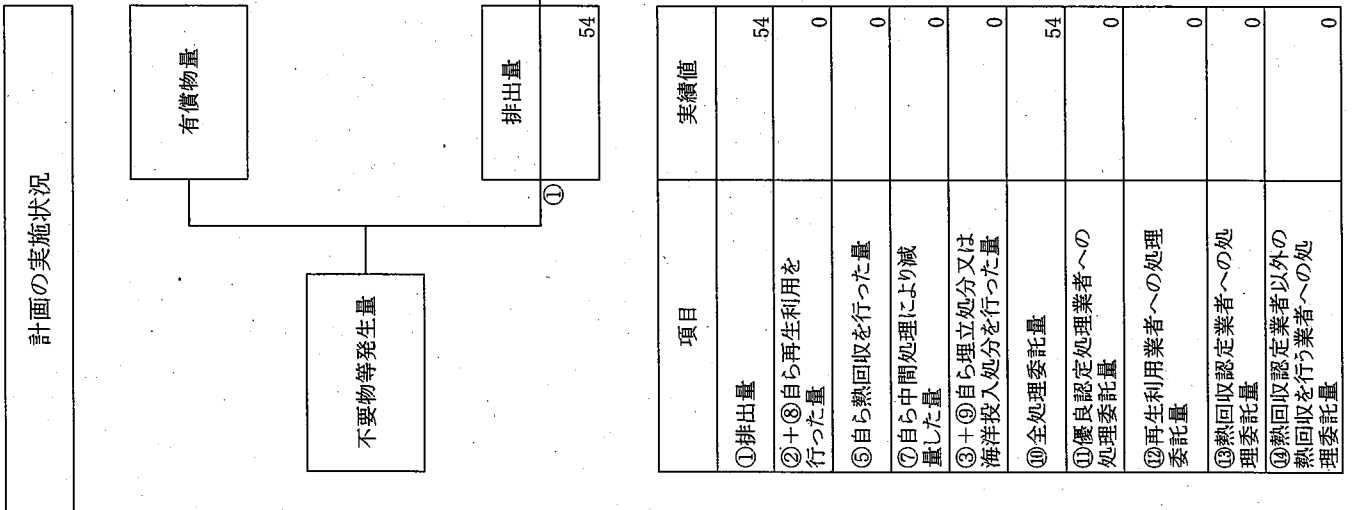 計画の実施状況
有償物量
不要物等発生量
排出量
①
54
項目
実績値
①排出量
54
②+⑧自ら再生利用を
行った量
0
⑤自ら熱回収を行った量
0
⑦自ら中間処理により減
量した量
0
③+⑨自ら埋立処分又は
海洋投入処分を行った量
0
⑩全処理委託量
54
⑪優良認定処理業者への
処理委託量
0
⑫再生利用業者への処理
委託量
0
⑬熱回収認定業者への処
理委託量
0
⑭熱回収認定業者以外の
熱回収を行う業者への処
理委託量
0